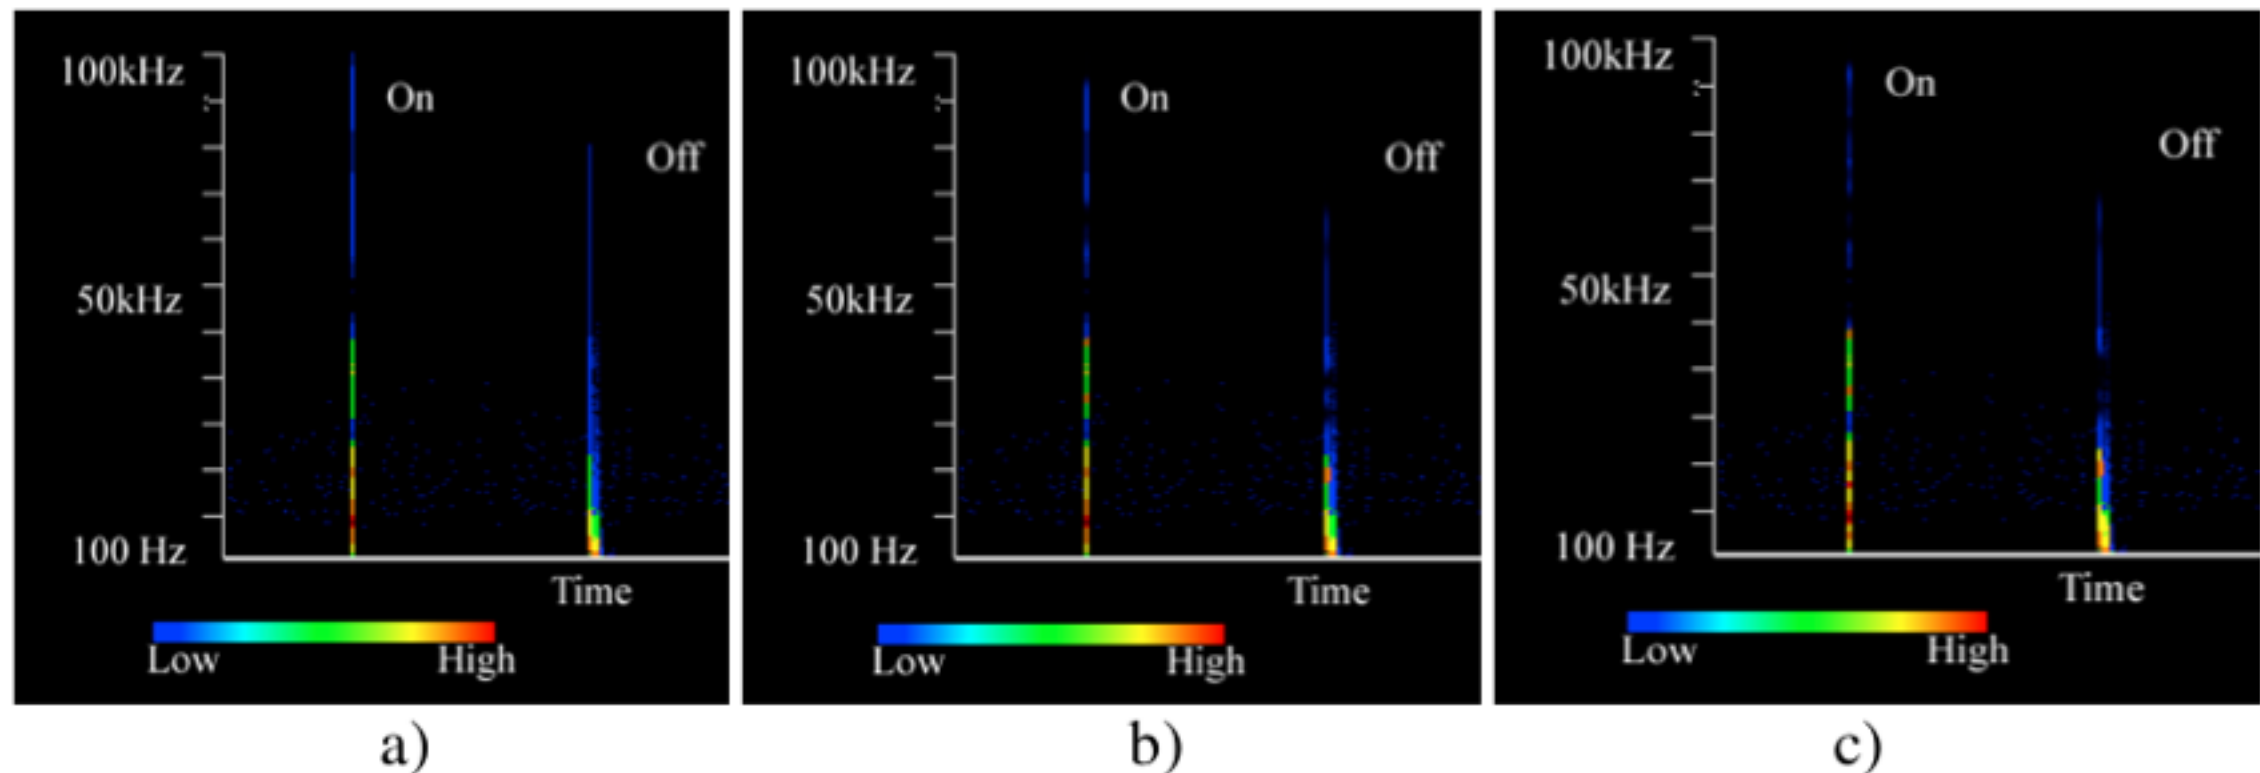 100kHz
On
Off
50kHz
100 Hz
Time
Low
High
a)
100kHz
On
Off
50kHz
100 Hz
Time
Low
High
b)
100kHz
On
Off
50kHz
100 Hz
Time
Low
High
c)